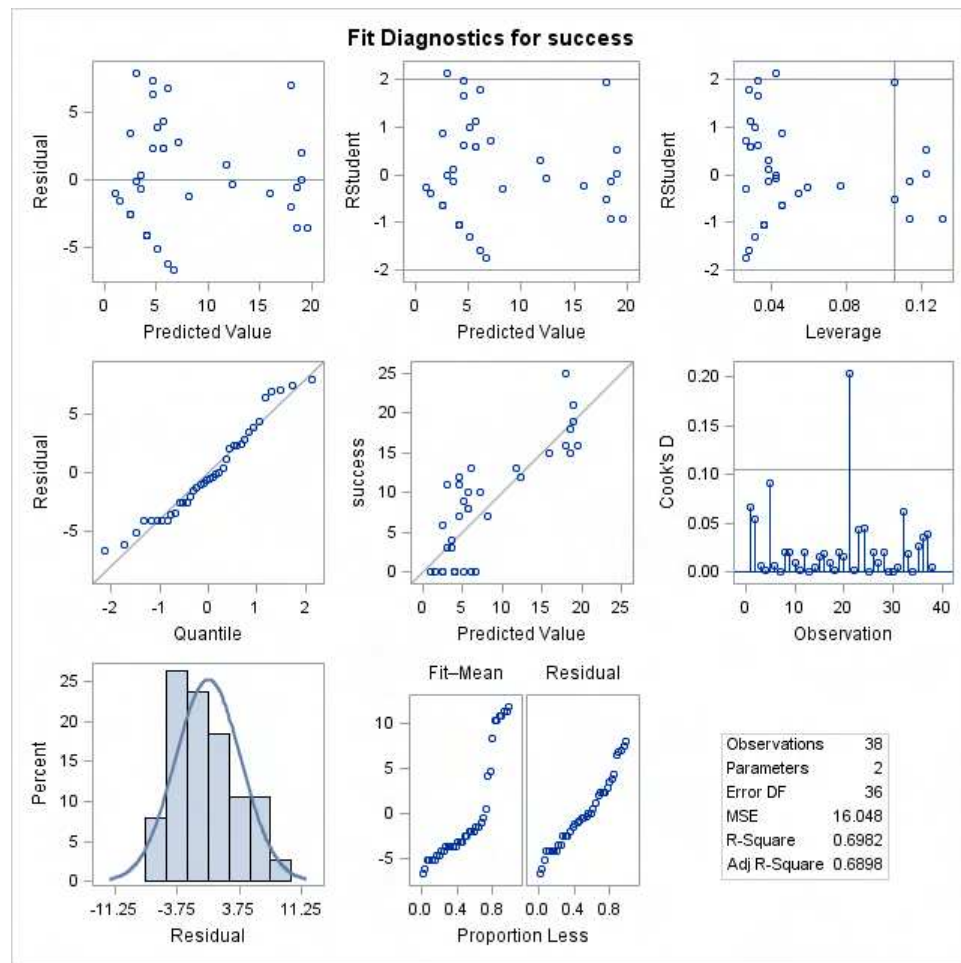 Fit Diagnostics for success
Residual
5
0
-5
0 5 10 15 20
Predicted Value
RStudent
2
1
0
-1
-2
0 5 10 15 20
Predicted Value
RStudent
2
1
0
-1
-2
0.04 0.08 0.12
Leverage
Residual
5
0
-5
-2 -1 0 1 2
Quantile
success
25
20
15
10
5
0
0 5 10 15 20 25
Predicted Value
Cook's D
0.20
0.15
0.10
0.05
0.00
0 10 20 30 40
Observation
Percent
25
20
15
10
5
0
-11.25 -3.75 3.75 11.25
Residual
Fit–Mean Residual
10
5
0
-5
0.0 0.4 0.8 0.0 0.4 0.8
Proportion Less
Observations 38
Parameters 2
Error DF 36
MSE 16.048
R-Square 0.6982
Adj R-Square 0.6898